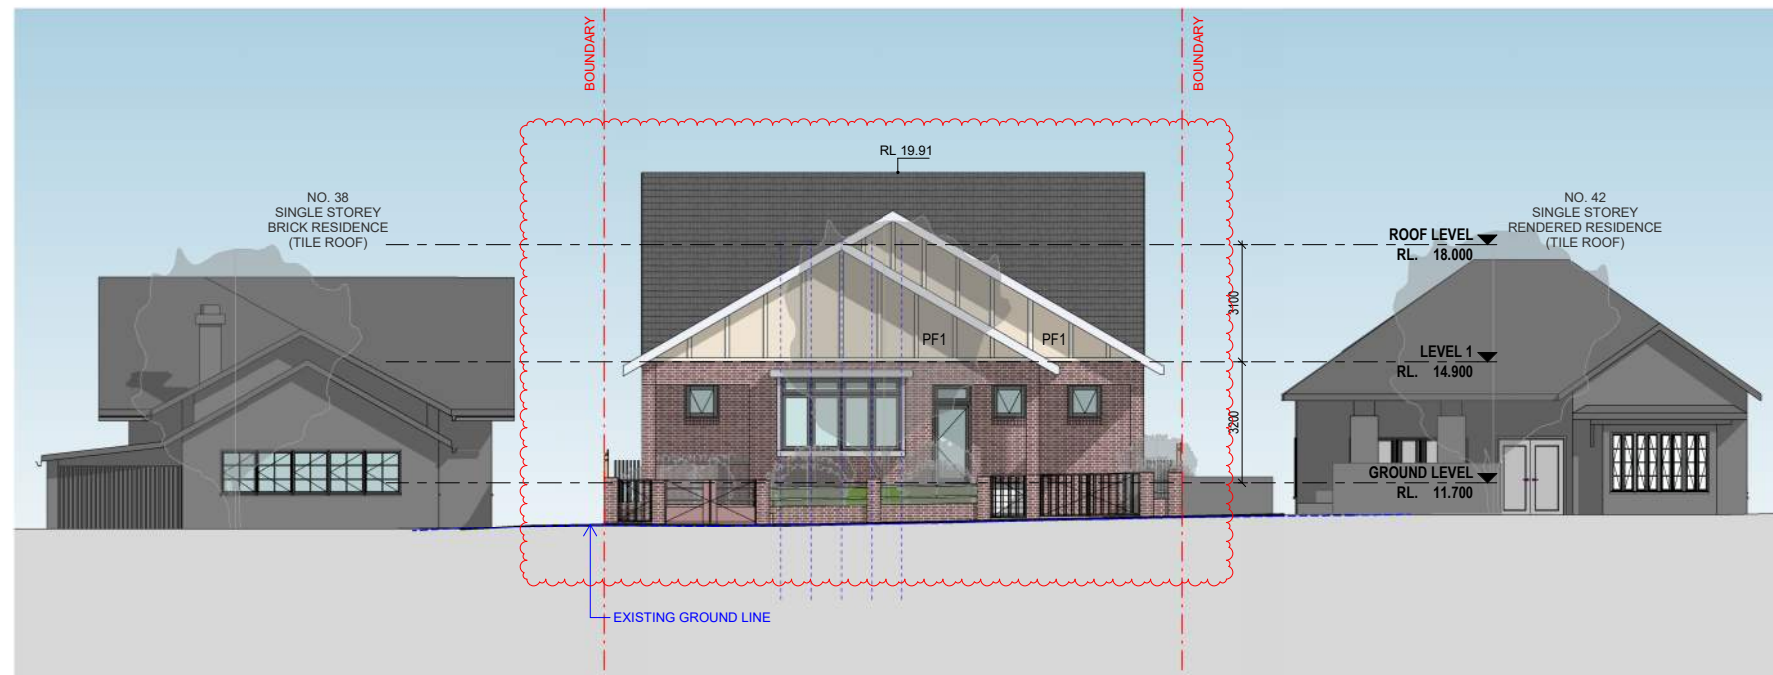 BOUNDARY
BOUNDARY
RL 19.91
NO. 38
SINGLE STOREY
BRICK RESIDENCE
(TILE ROOF)
NO. 42
SINGLE STOREY
RENDERED RESIDENCE
(TILE ROOF)
ROOF LEVEL
RL. 18.000
3100
PF1
PF1
LEVEL 1
RL. 14.900
3200
GROUND LEVEL
RL. 11.700
EXISTING GROUND LINE